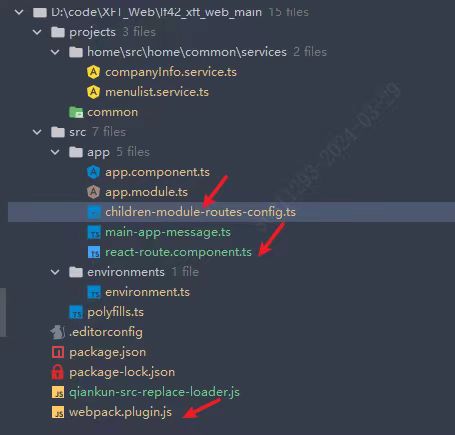 D:\code\XFT_Web\lf42_xft_web_main 15 files
projects 3 files
home\src\home\common\services 2 files
companyInfo.service.ts
menulist.service.ts
common
src 7 files
app 5 files
app.component.ts
app.module.ts
children-module-routes-config.ts
main-app-message.ts
react-route.component.ts
environments 1 file
environment.ts
polyfills.ts
.editorconfig
package.json
package-lock.json
qiankun-src-replace-loader.js
webpack.plugin.js